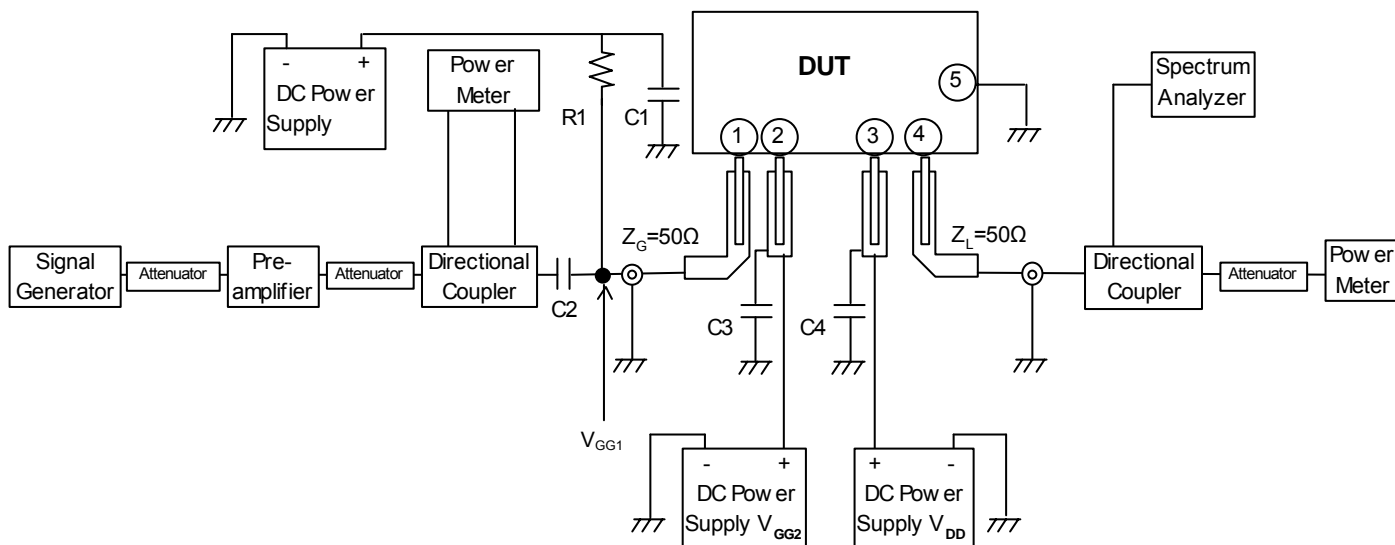 - +
DC Power
Supply
Power
Meter
R1
C1
DUT
5
1
2
3
4
Spectrum
Analyzer
Signal
Generator
Attenuator
Pre-
amplifier
Attenuator
Directional
Coupler
C2
Z_G=50Ω
Z_L=50Ω
Directional
Coupler
Attenuator
Power
Meter
C3
C4
V_GG1
- +
DC Power
Supply V_GG2
+ -
DC Power
Supply V_DD